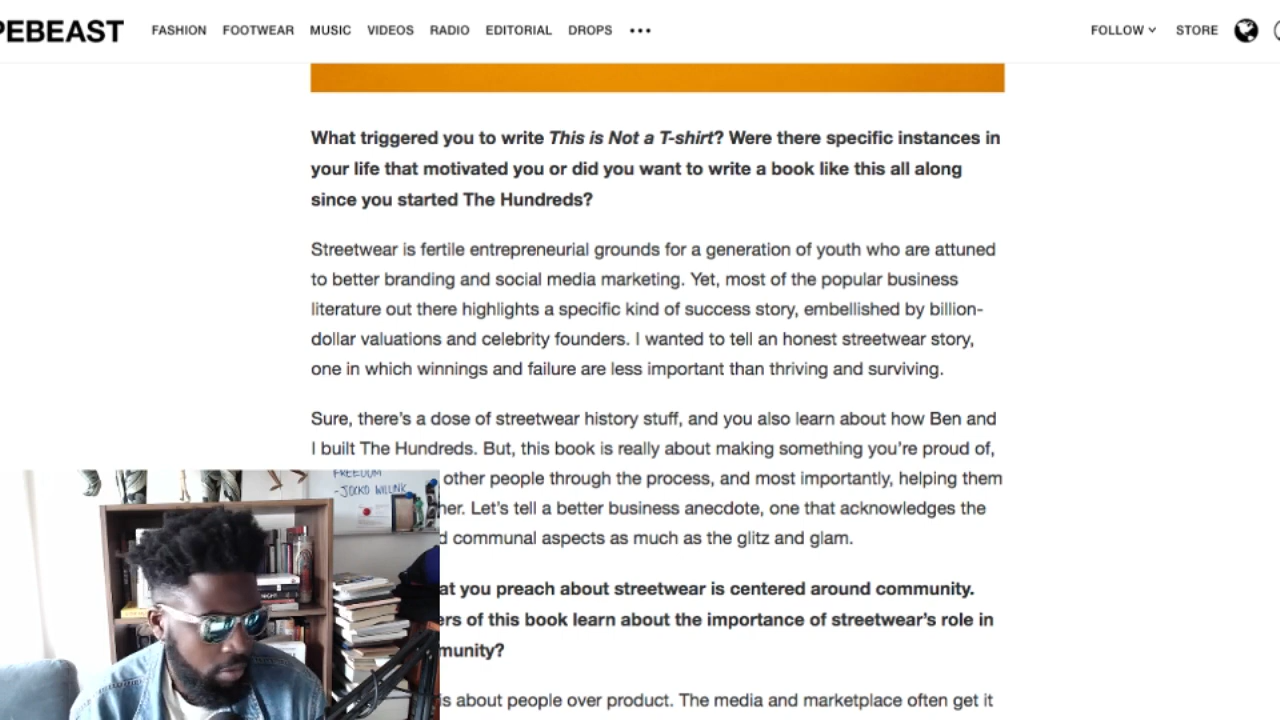 PEBEAST FASHION FOOTWEAR MUSIC VIDEOS RADIO EDITORIAL DROPS ••• FOLLOW STORE
What triggered you to write This is Not a T-shirt? Were there specific instances in
your life that motivated you or did you want to write a book like this all along
since you started The Hundreds?
Streetwear is fertile entrepreneurial grounds for a generation of youth who are attuned
to better branding and social media marketing. Yet, most of the popular business
literature out there highlights a specific kind of success story, embellished by billion-
dollar valuations and celebrity founders. I wanted to tell an honest streetwear story,
one in which winnings and failure are less important than thriving and surviving.
Sure, there's a dose of streetwear history stuff, and you also learn about how Ben and
I built The Hundreds. But, this book is really about making something you're proud of,
other people through the process, and most importantly, helping them
her. Let's tell a better business anecdote, one that acknowledges the
d communal aspects as much as the glitz and glam.
at you preach about streetwear is centered around community.
ers of this book learn about the importance of streetwear's role in
munity?
is about people over product. The media and marketplace often get it
FREEDOM
-JOCKO WILLINK